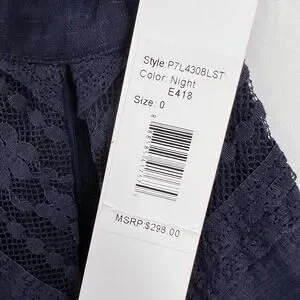 Style:P7L4308LST
Color: Night
E418
Size: 0
MSRP:$298.00